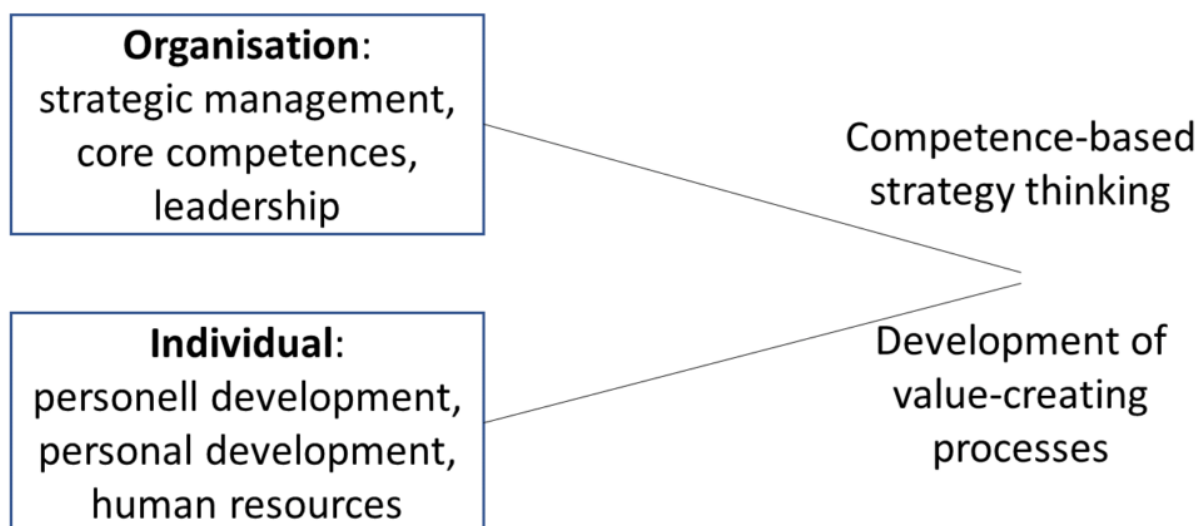 Organisation:
strategic management,
core competences,
leadership
Competence-based
strategy thinking
Individual:
personell development,
personal development,
human resources
Development of
value-creating
processes